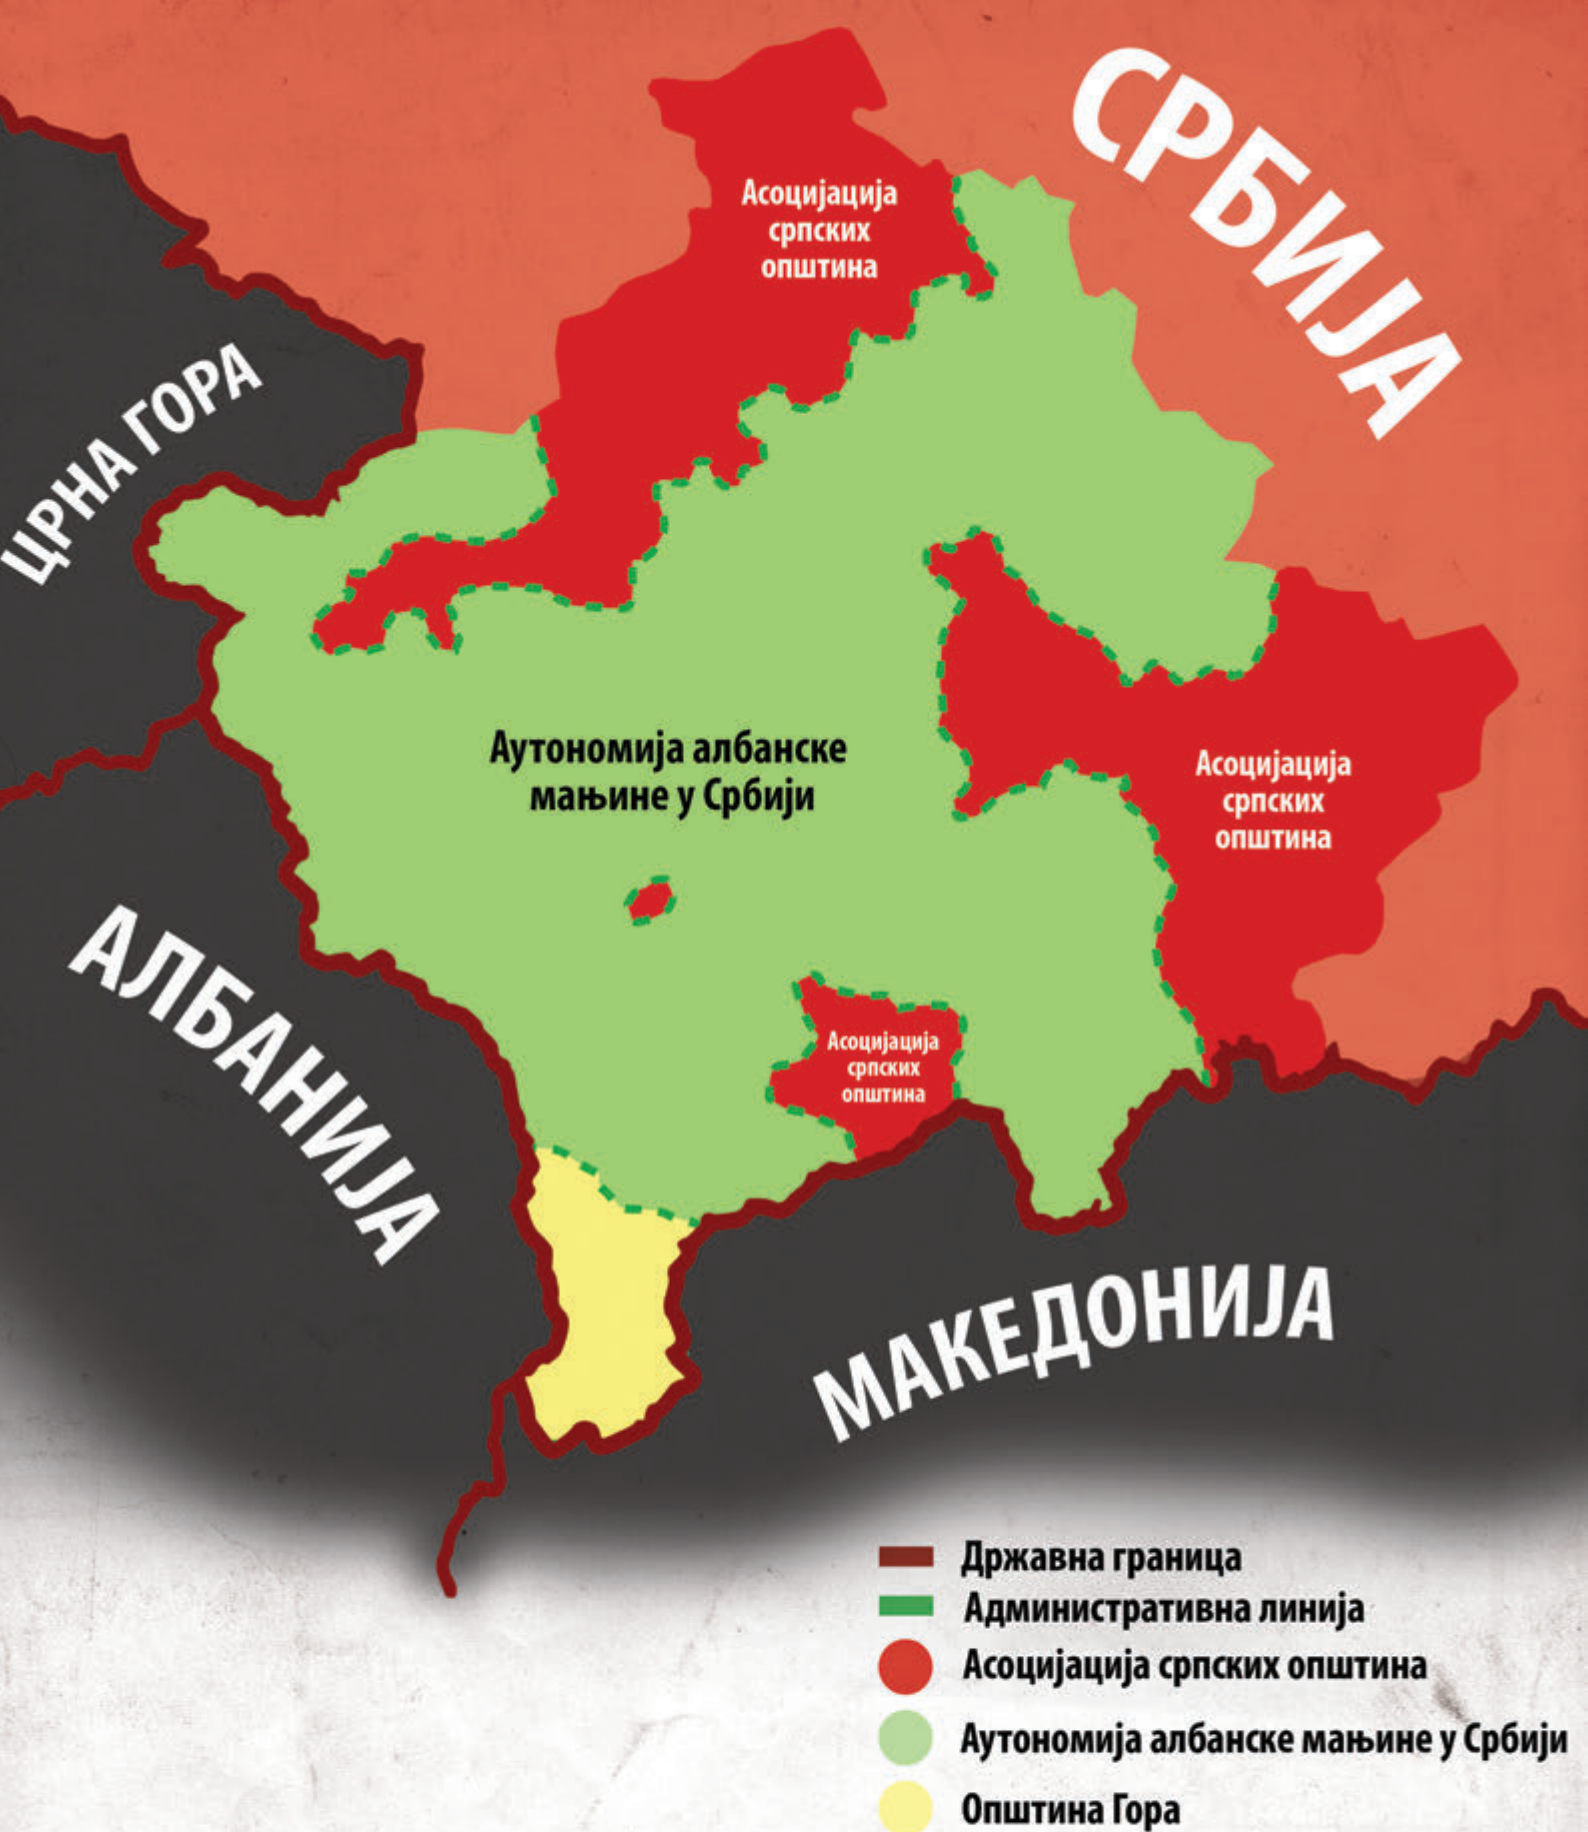 СРБИЈА
Асоцијација
српских
општина
ЦРНА ГОРА
Аутономија албанске
мањине у Србији
Асоцијација
српских
општина
АЛБАНИЈА
Асоцијација
српских
општина
МАКЕДОНИЈА
Државна граница
Административна линија
Асоцијација српских општина
Аутономија албанске мањине у Србији
Општина Гора